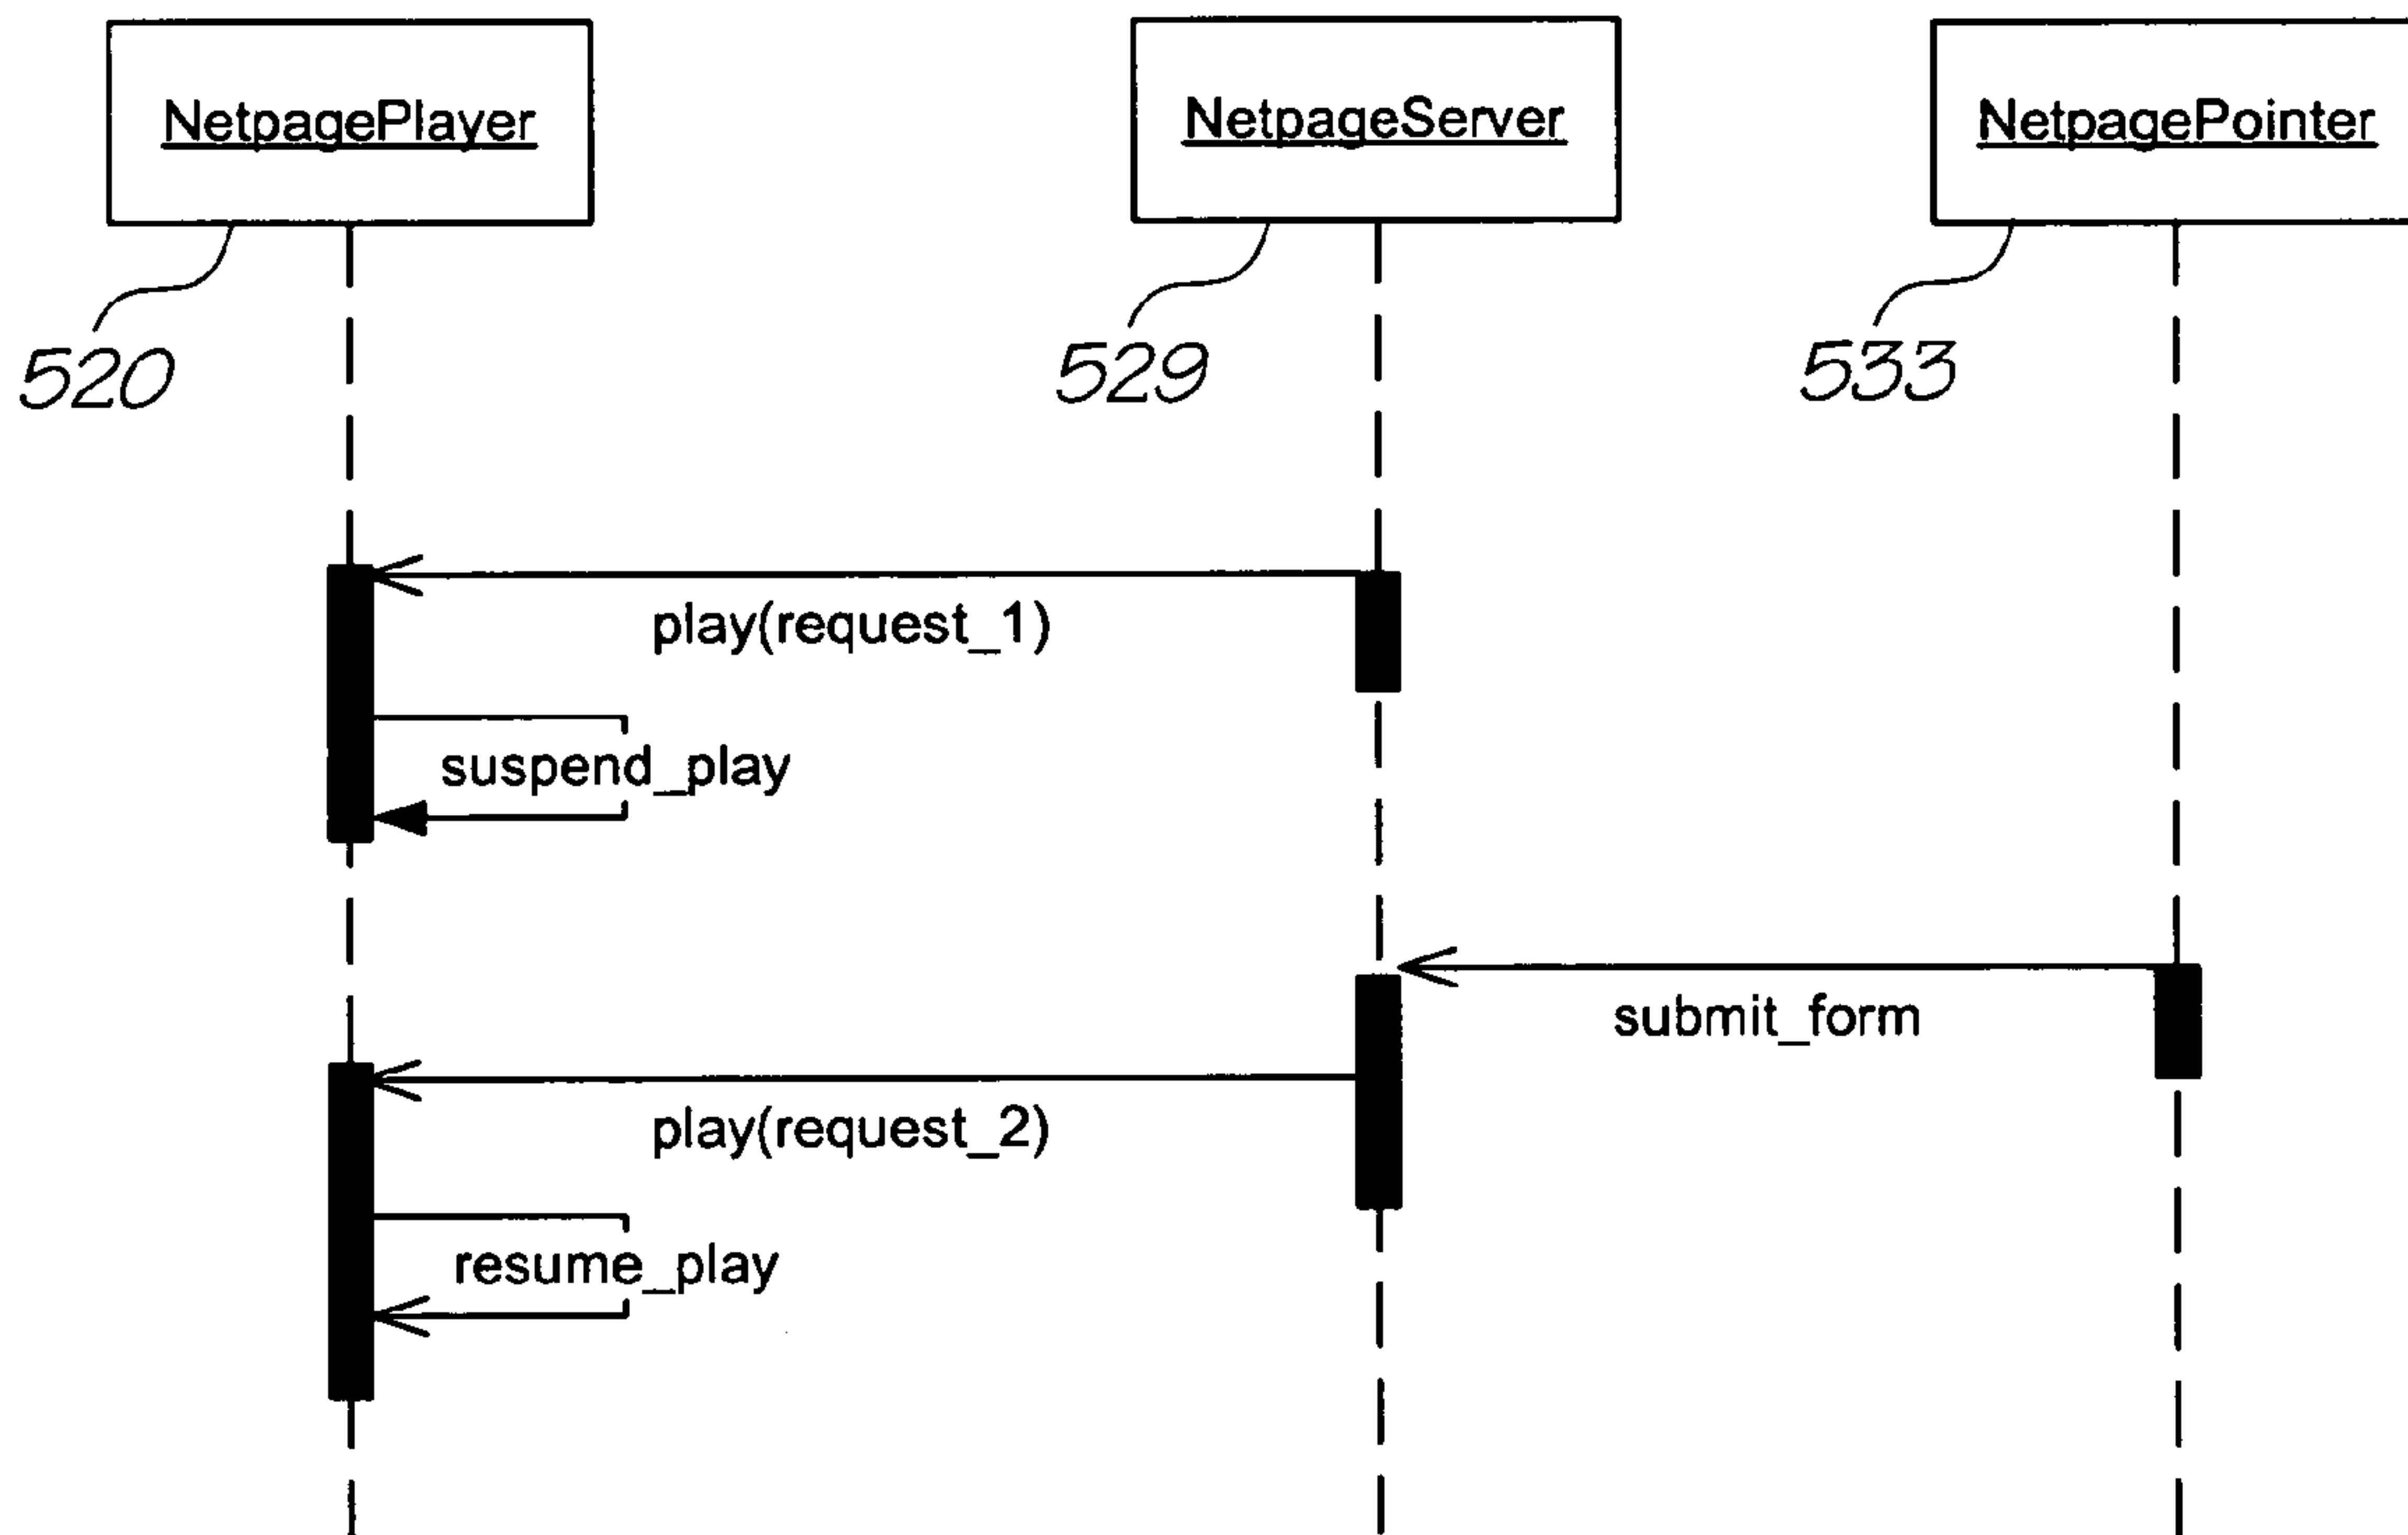 NetpagePlayer
NetpageServer
NetpagePointer
520
529
533
play(request_1)
suspend_play
submit_form
play(request_2)
resume_play